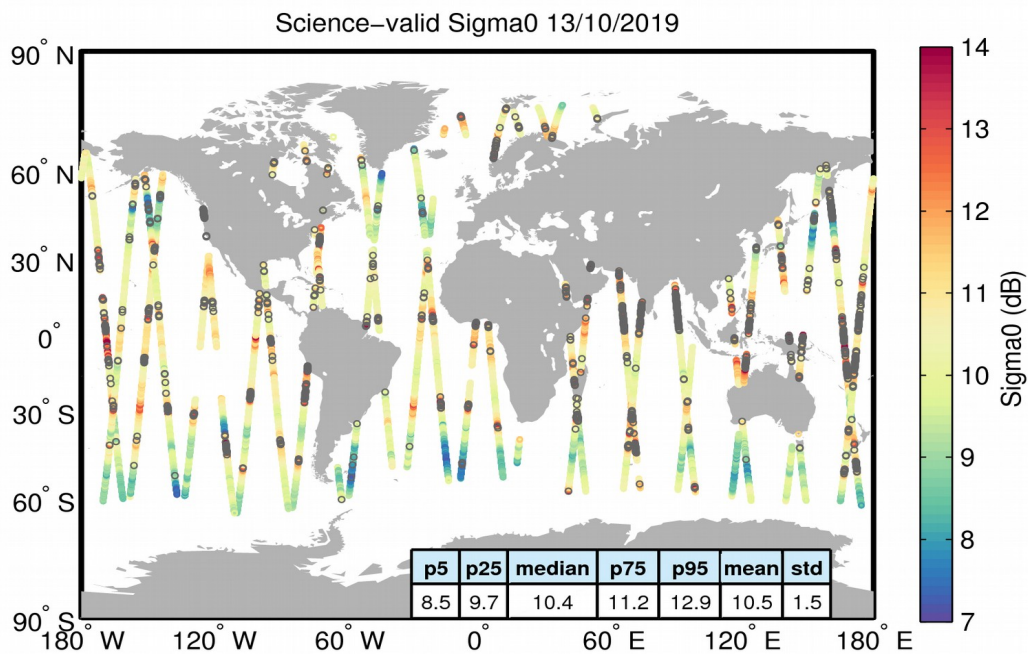 Science−valid Sigma0 13/10/2019
90° N
60° N
30° N
0°
30° S
60° S
90° S
180° W
120° W
60° W
0°
60° E
120° E
180° E
p5 p25 median p75 p95 mean std
8.5 9.7 10.4 11.2 12.9 10.5 1.5
14
13
12
11
10
9
8
7
Sigma0 (dB)